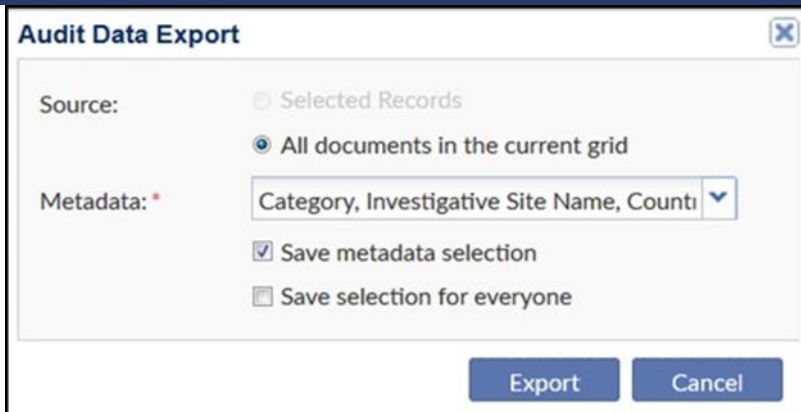 Audit Data Export
Source:
Selected Records
All documents in the current grid
Metadata: *
Category, Investigative Site Name, Count
Save metadata selection
Save selection for everyone
Export
Cancel